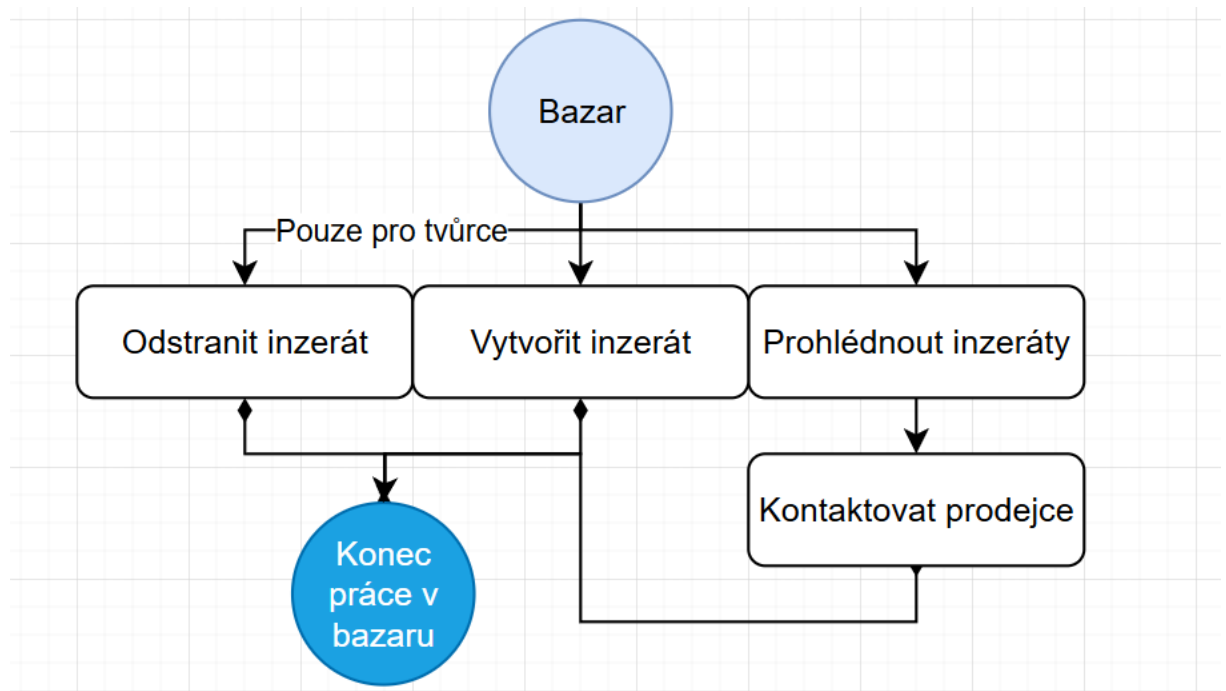 Bazar
Pouze pro tvůrce
Odstranit inzerát
Vytvořit inzerát
Prohlédnout inzeráty
Kontaktovat prodejce
Konec
práce v
bazaru